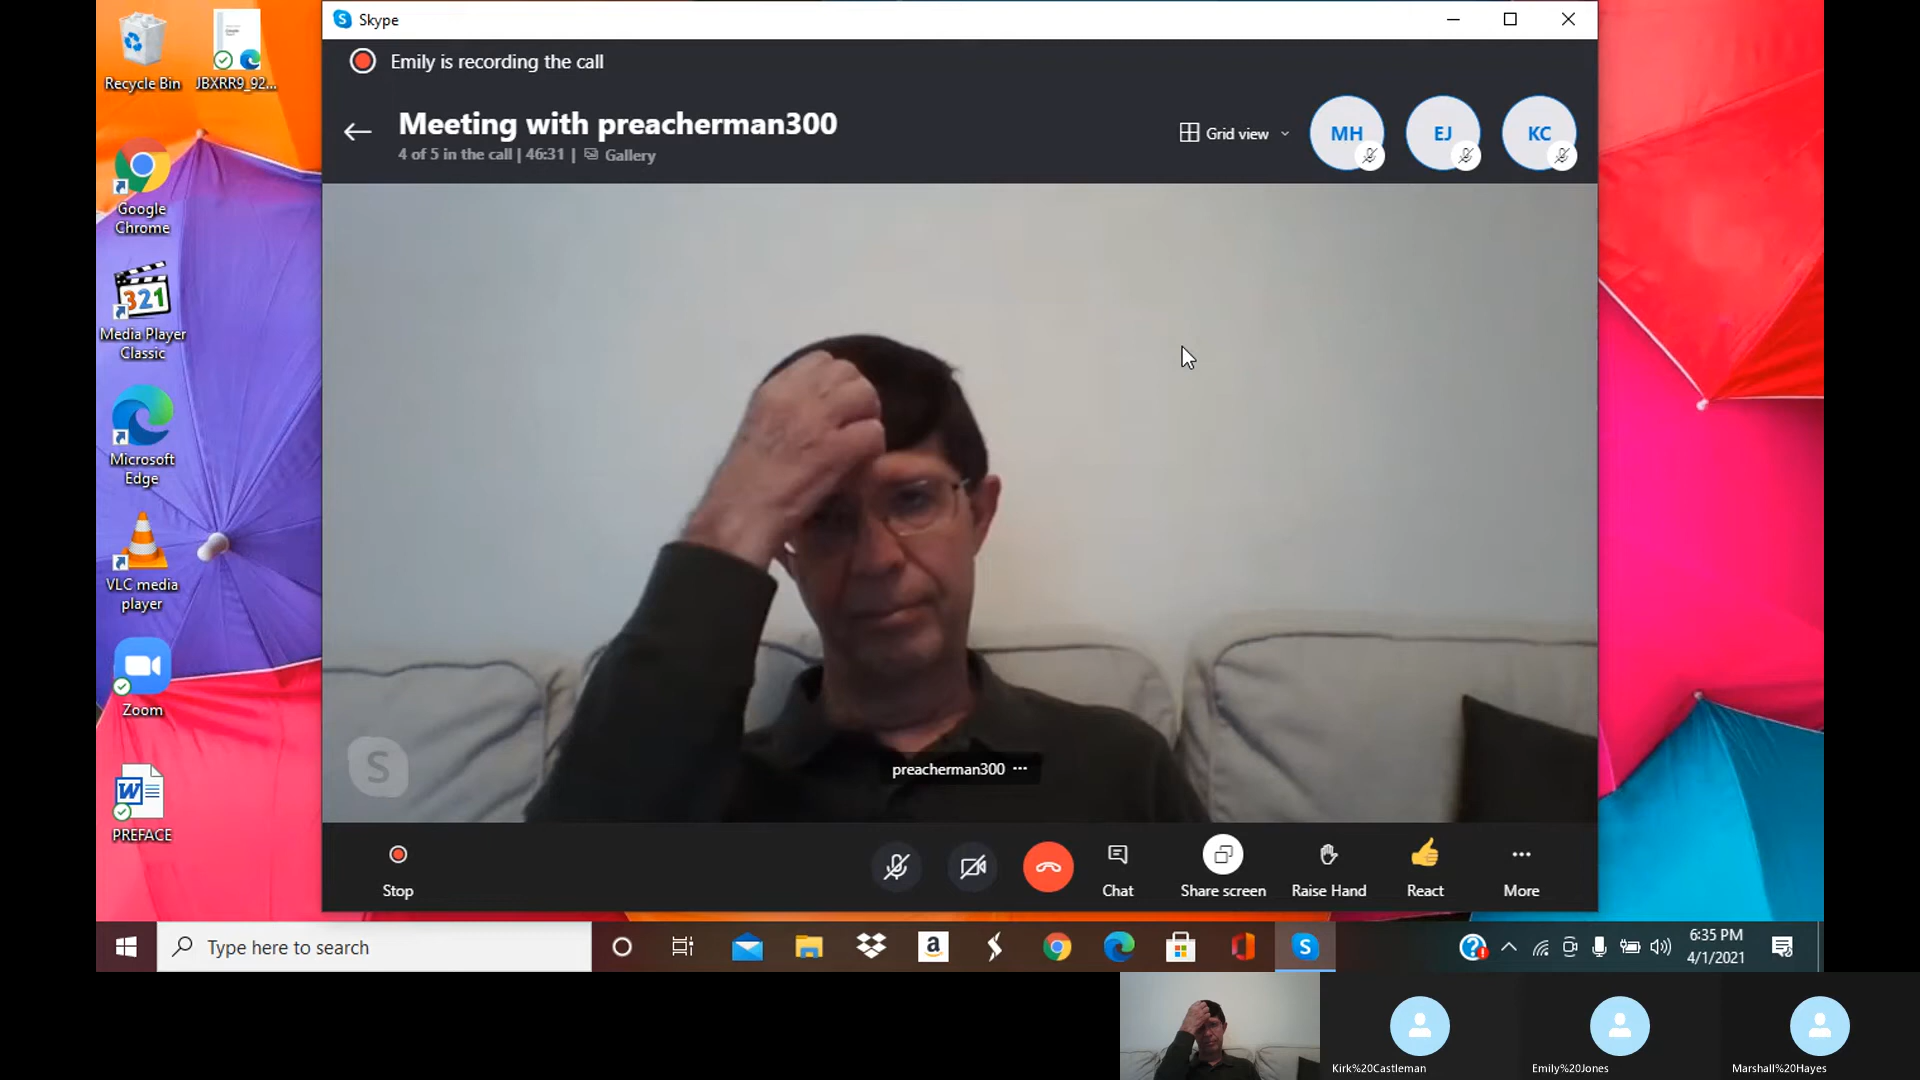 Skype
Emily is recording the call
Meeting with preacherman300
4 of 5 in the call | 46:31 | Gallery
Grid view
MH
EJ
KC
Recycle Bin
JBXRR9_92...
Google
Chrome
321
Media Player
Classic
Microsoft
Edge
VLC media
player
Zoom
W
PREFACE
S
preacherman300 ...
Stop
Chat
Share screen
Raise Hand
React
More
Type here to search
a
S
6:35 PM
4/1/2021
Kirk%20Castleman
Emily%20Jones
Marshall%20Hayes